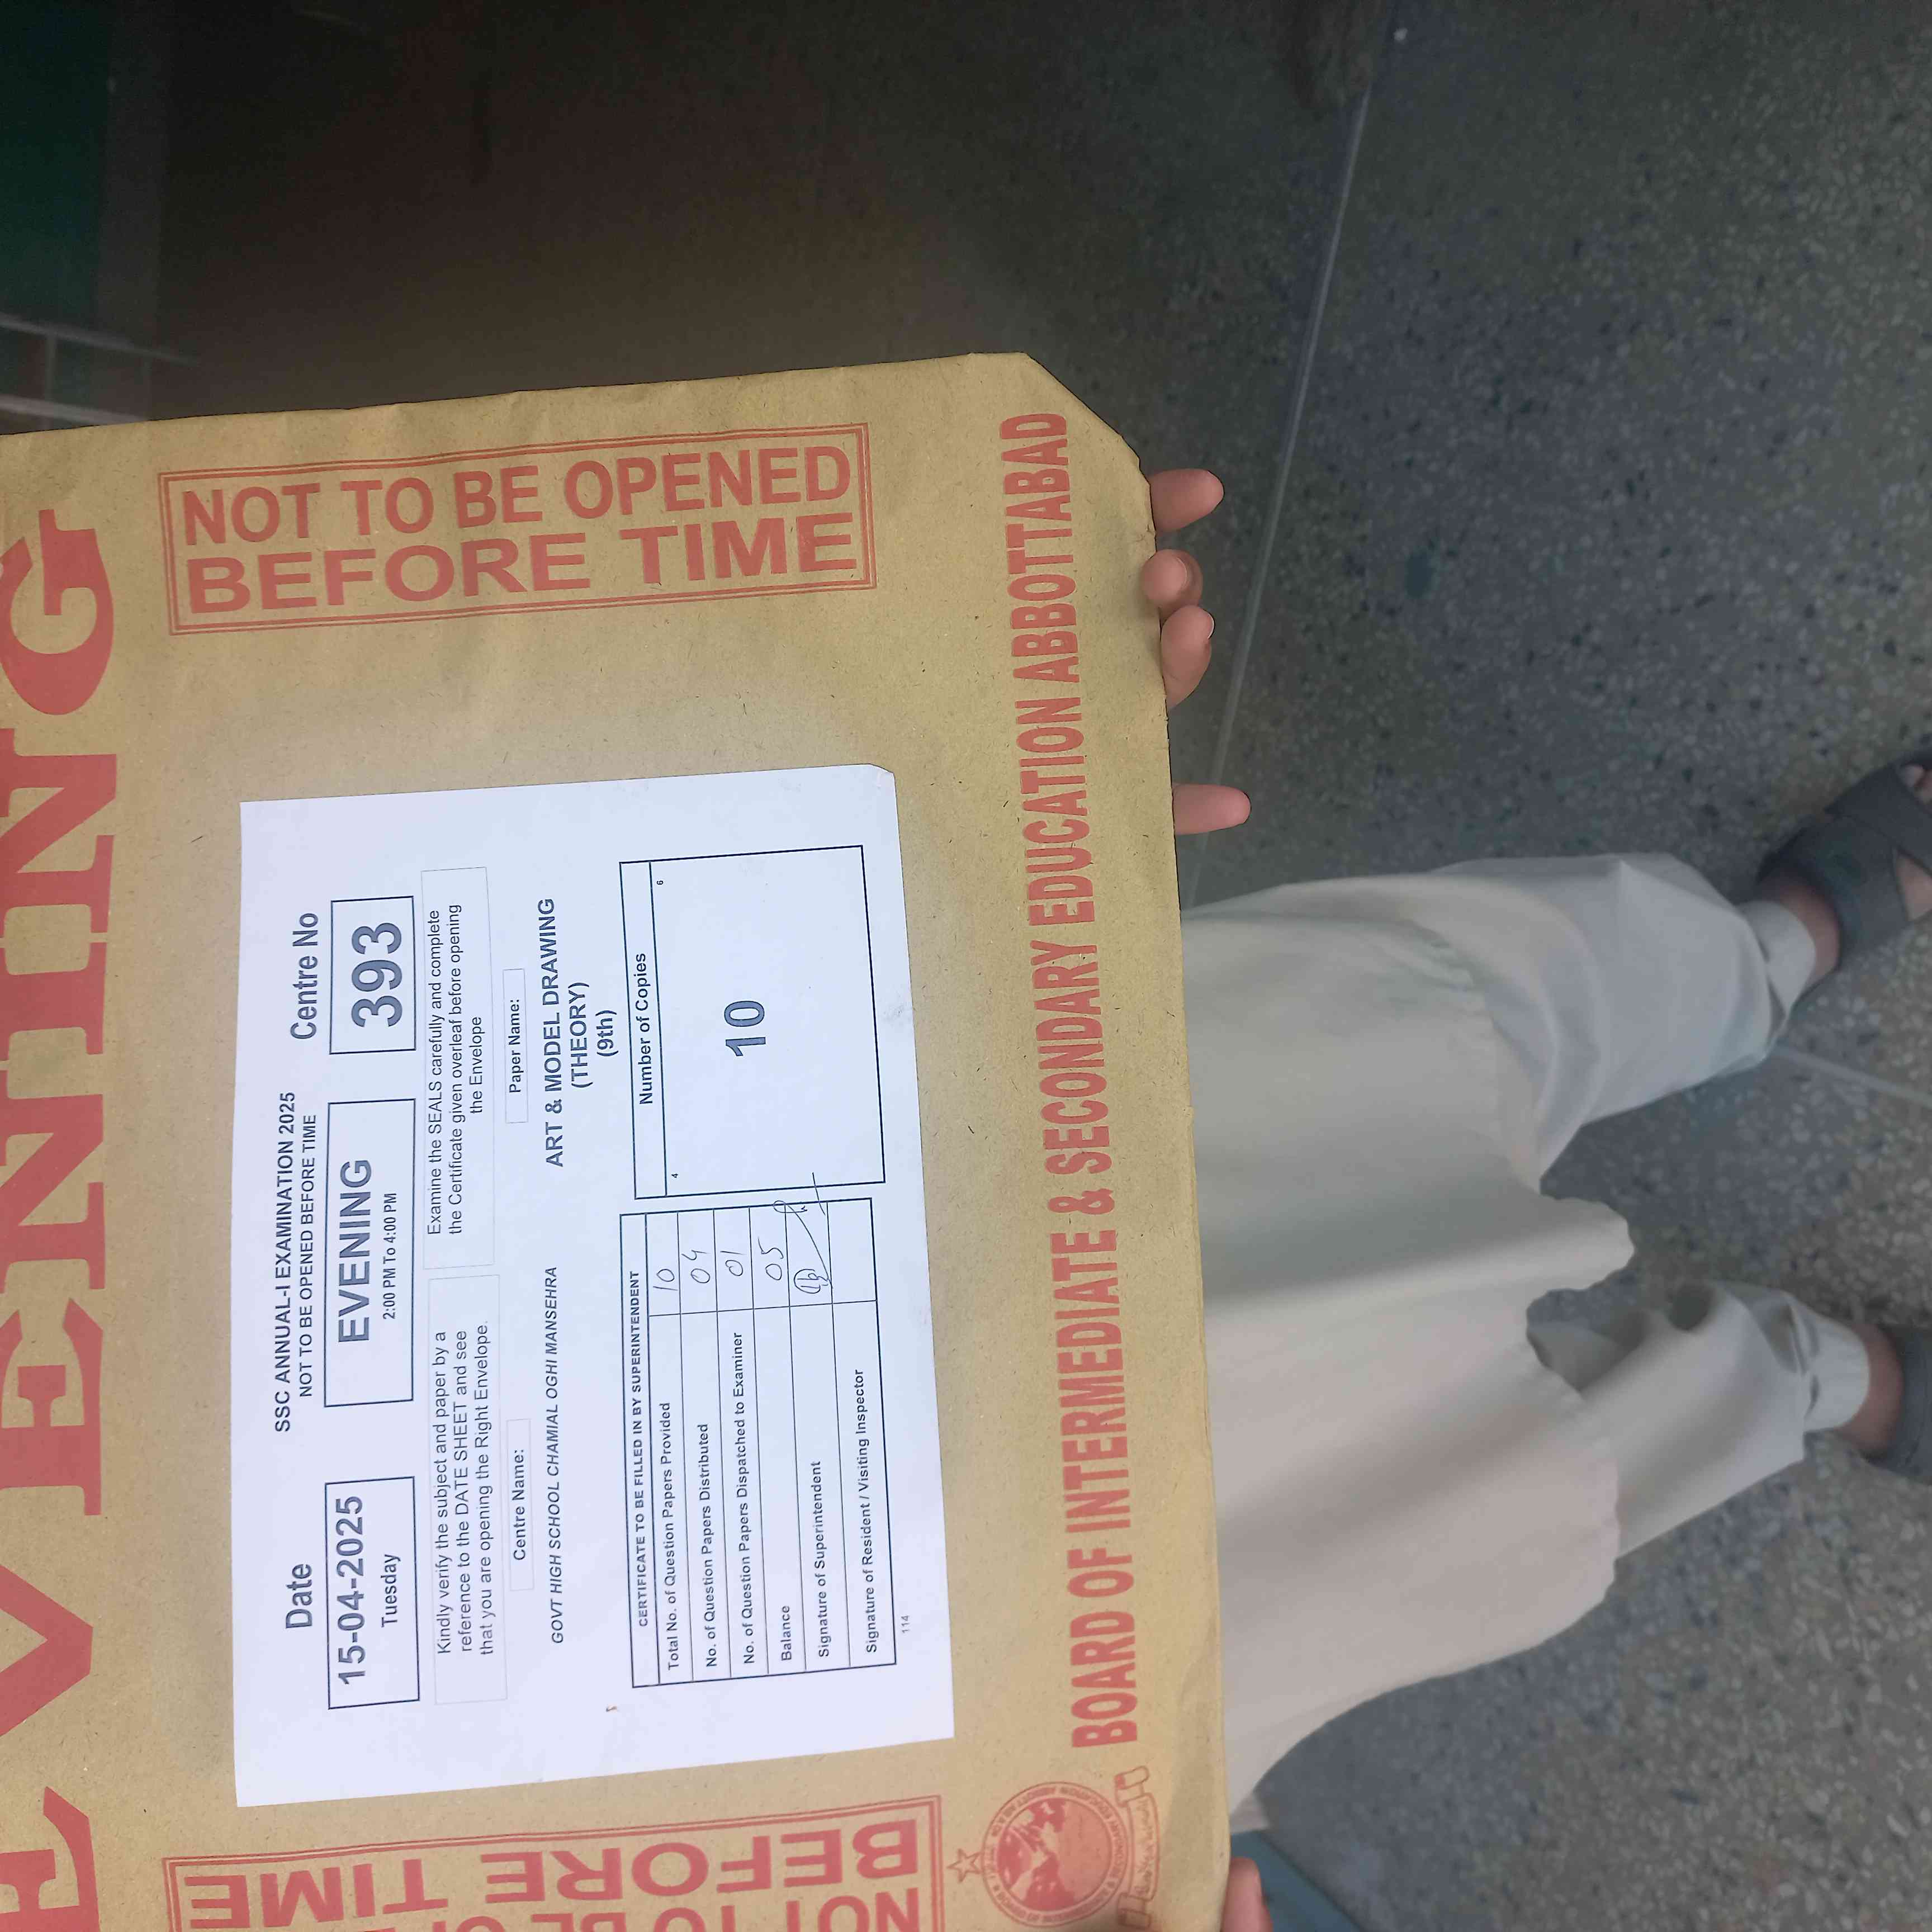 EVENING
NOT TO BE OPENED
BEFORE TIME
SSC ANNUAL-I EXAMINATION 2025
NOT TO BE OPENED BEFORE TIME
Date
15-04-2025
Tuesday
EVENING
2:00 PM To 4:00 PM
Centre No
393
Kindly verify the subject and paper by a
reference to the DATE SHEET and see
that you are opening the Right Envelope.
Examine the SEALS carefully and complete
the Certificate given overleaf before opening
the Envelope
Centre Name:
GOVT HIGH SCHOOL CHAMIAL OGHI MANSEHRA
Paper Name:
ART & MODEL DRAWING
(THEORY)
(9th)
CERTIFICATE TO BE FILLED IN BY SUPERINTENDENT
Total No. of Question Papers Provided 10
No. of Question Papers Distributed 04
No. of Question Papers Dispatched to Examiner 01
Balance 05
Signature of Superintendent
Signature of Resident / Visiting Inspector
Number of Copies
4 6
10
114
BOARD OF INTERMEDIATE & SECONDARY EDUCATION ABBOTTABAD
NOT TO BE
BEFORE TIME